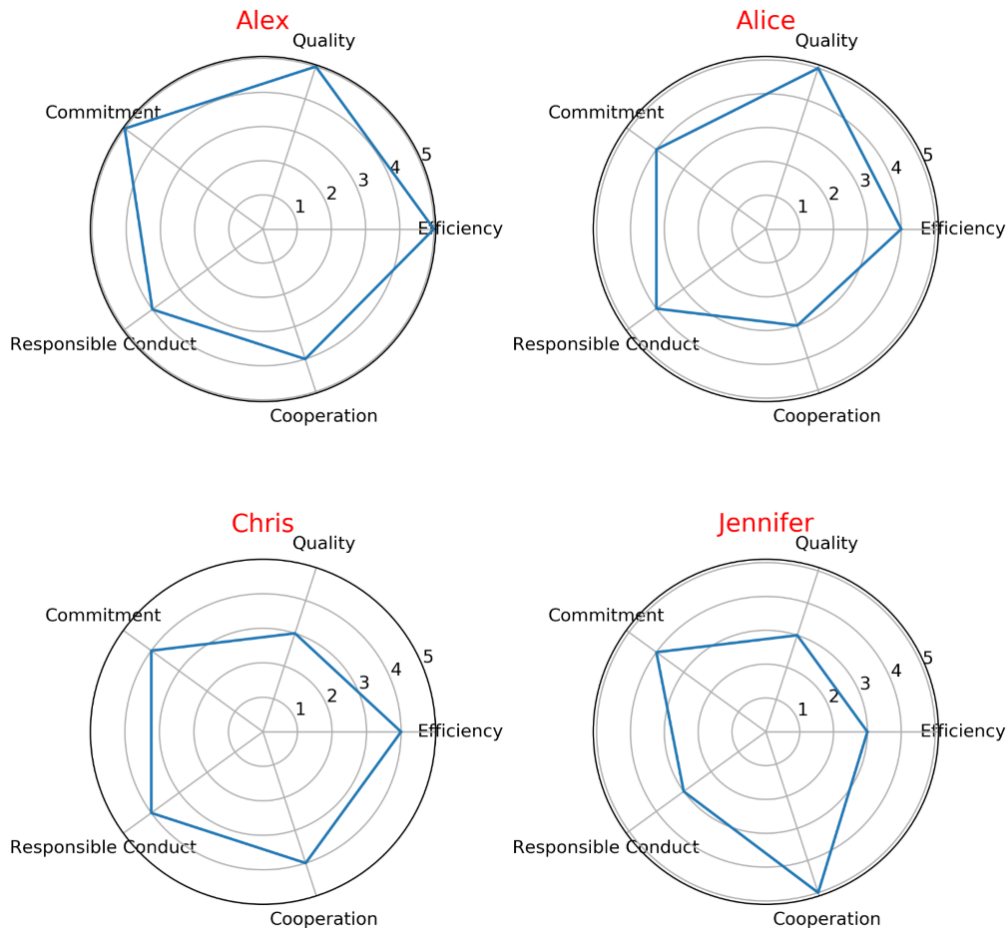 Alex
Quality
Commitment
5
4
3
2
1
Efficiency
Responsible Conduct
Cooperation
Alice
Quality
Commitment
5
4
3
2
1
Efficiency
Responsible Conduct
Cooperation
Chris
Quality
Commitment
5
4
3
2
1
Efficiency
Responsible Conduct
Cooperation
Jennifer
Quality
Commitment
5
4
3
2
1
Efficiency
Responsible Conduct
Cooperation